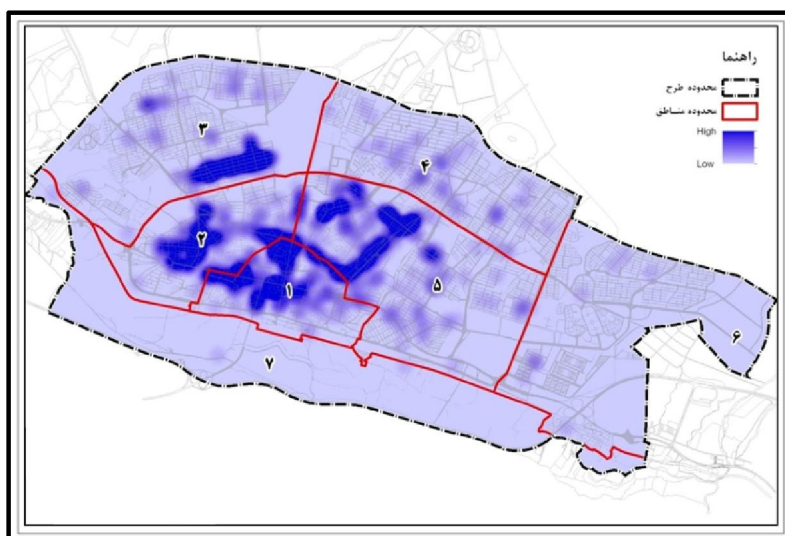 راهنما
محدوده طرح
محدوده مناطق
High
Low
۳
۴
۲
۱
۵
۶
۷